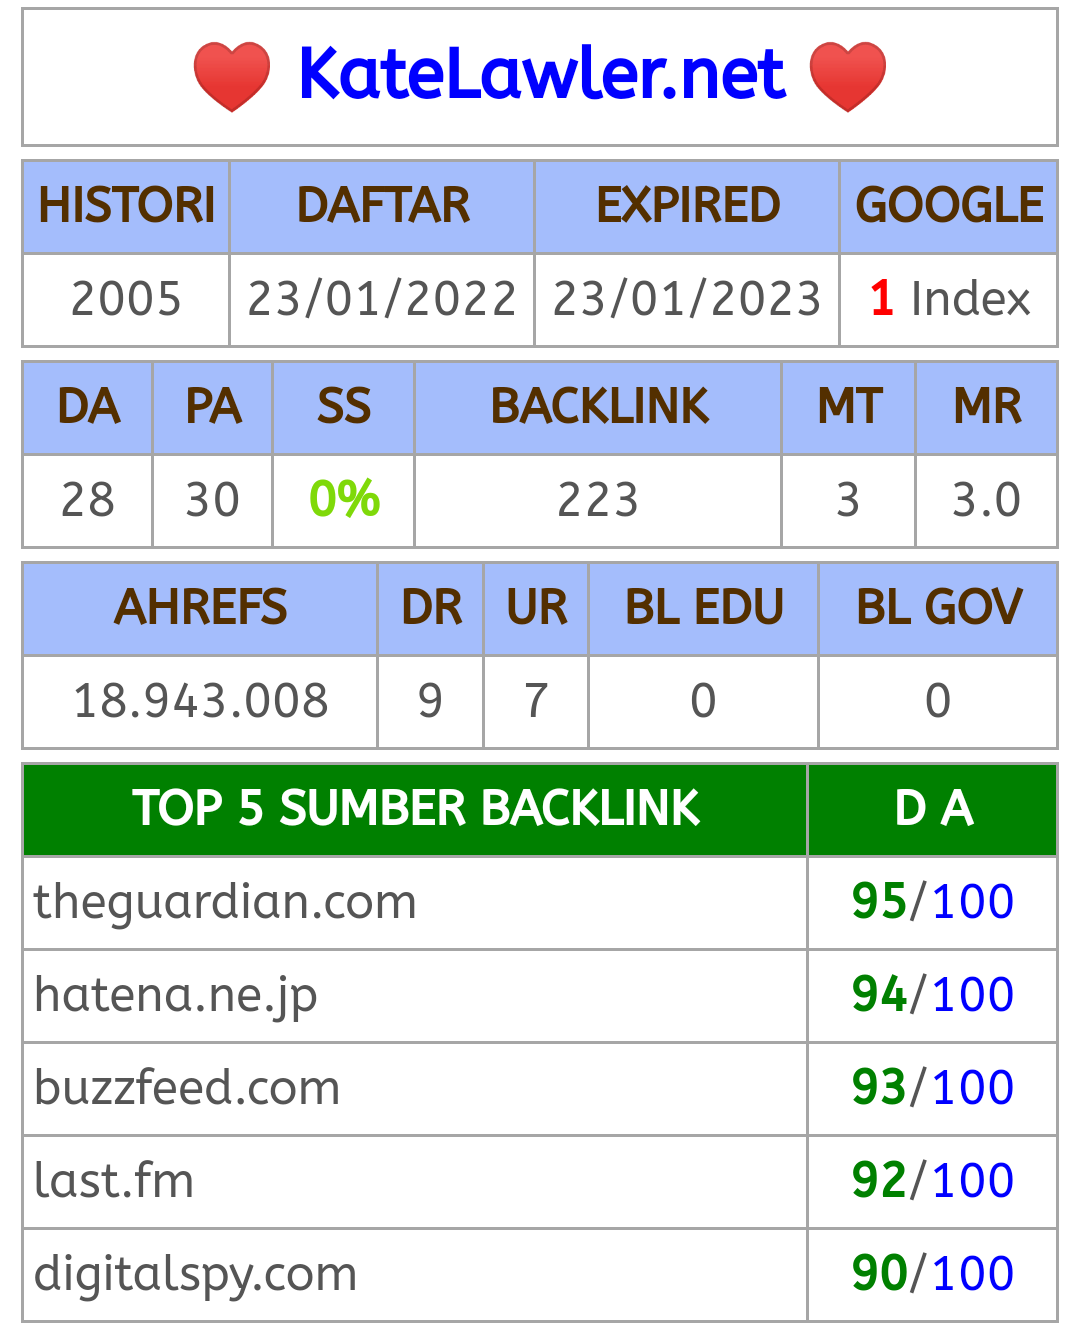 KateLawler.net
HISTORI DAFTAR EXPIRED GOOGLE
2005 23/01/2022 23/01/2023 1 Index
DA PA SS BACKLINK MT MR
28 30 0% 223 3 3.0
AHREFS DR UR BL EDU BL GOV
18.943.008 9 7 0 0
TOP 5 SUMBER BACKLINK D A
theguardian.com 95/100
hatena.ne.jp 94/100
buzzfeed.com 93/100
last.fm 92/100
digitalspy.com 90/100